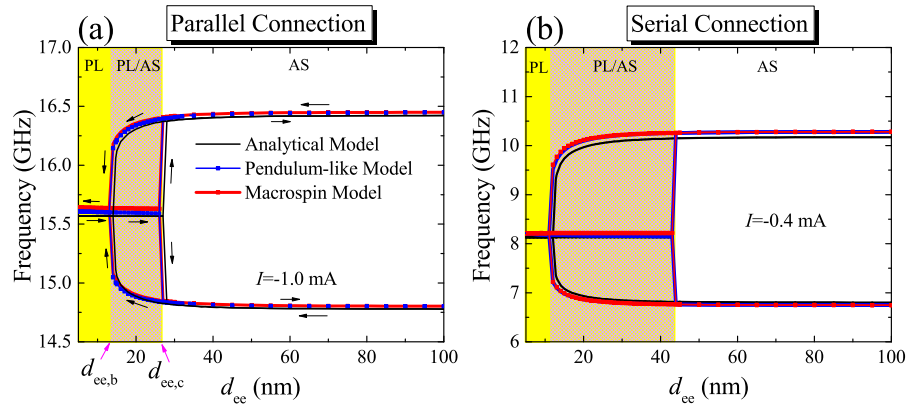 (a) Parallel Connection
17.0
16.5
16.0
15.5
15.0
14.5
Frequency (GHz)
PL PL/AS AS
Analytical Model
Pendulum-like Model
Macrospin Model
I=-1.0 mA
20 40 60 80 100
d_ee,b d_ee,c d_ee (nm)
(b) Serial Connection
12
11
10
9
8
7
6
Frequency (GHz)
PL PL/AS AS
I=-0.4 mA
20 40 60 80 100
d_ee (nm)